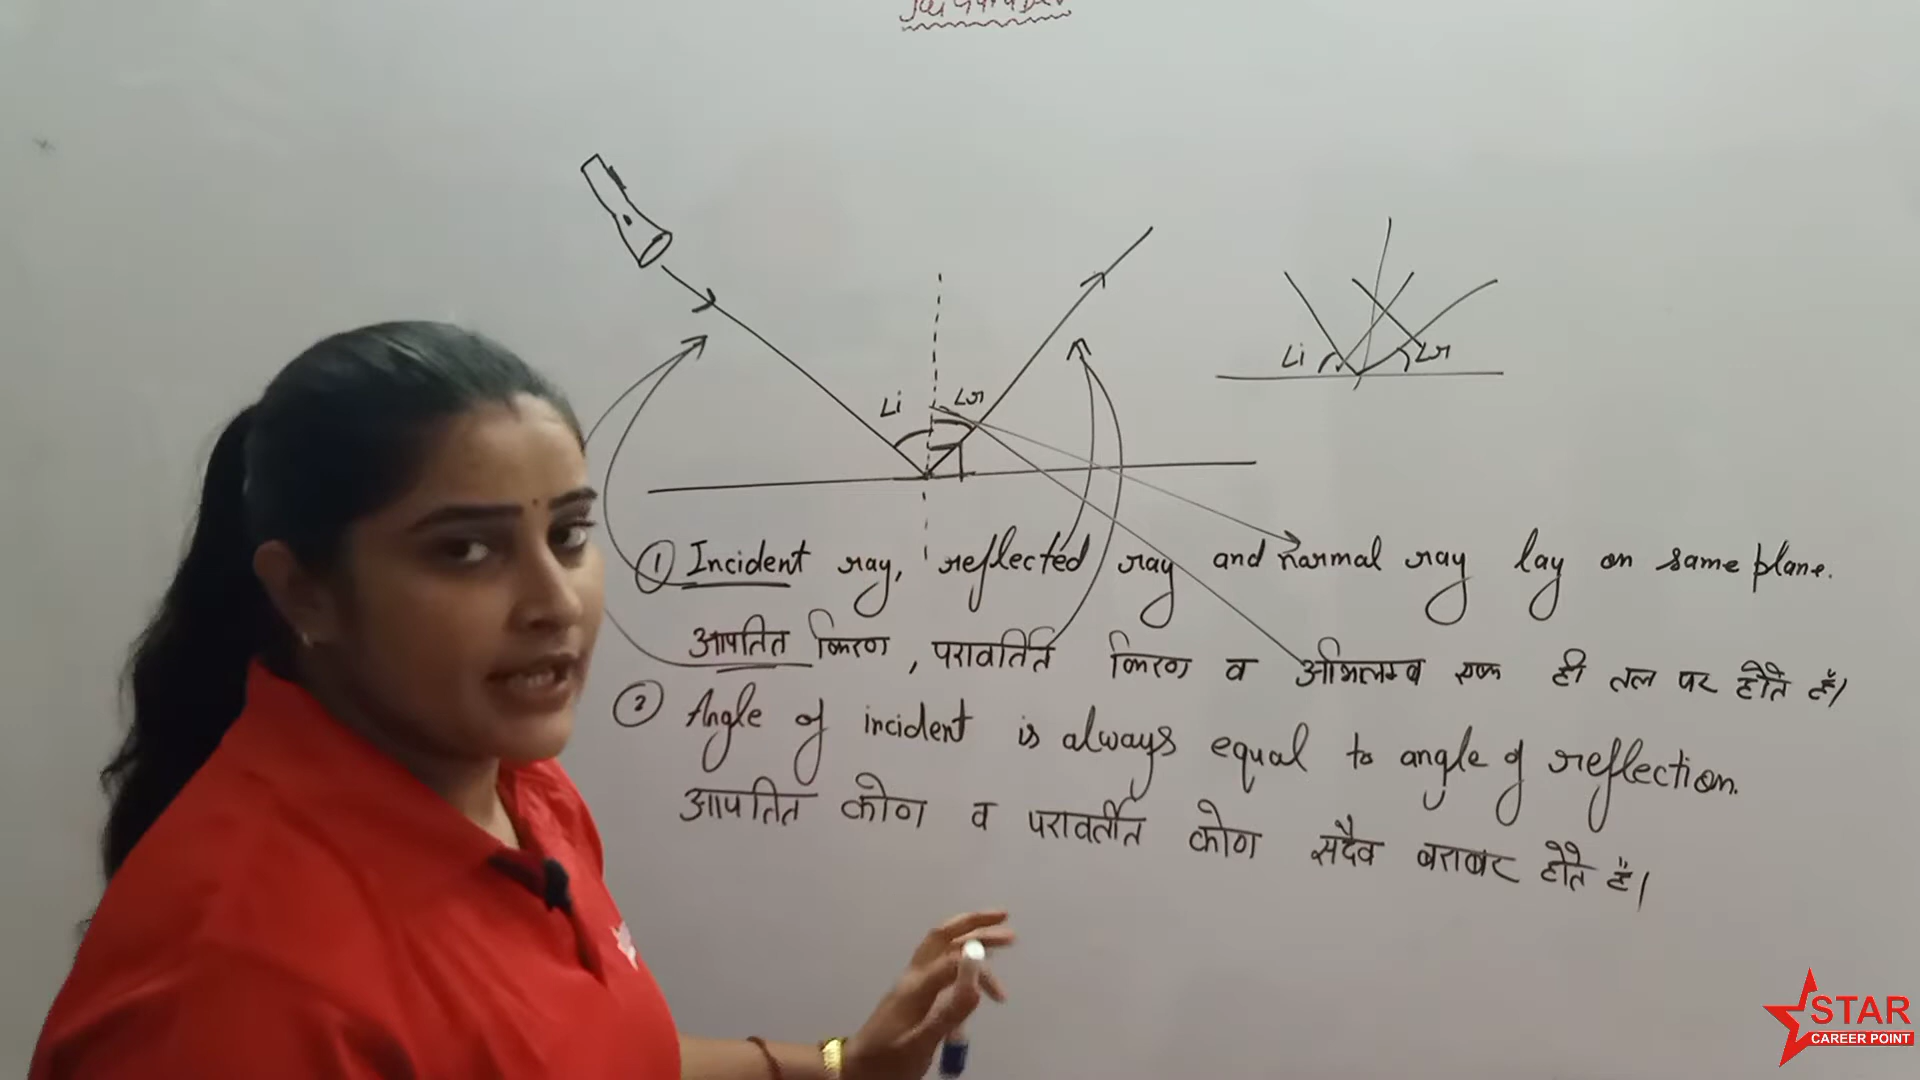 ∠i ∠r
∠i ∠r
① Incident ray, reflected ray and normal ray lay on same plane.
आपतित किरण, परावर्तित किरण व अभिलम्ब एक ही तल पर होते हैं।
② Angle of incident is always equal to angle of reflection.
आपतित कोण व परावर्तीत कोण सदैव बराबर होते हैं।
STAR
CAREER POINT